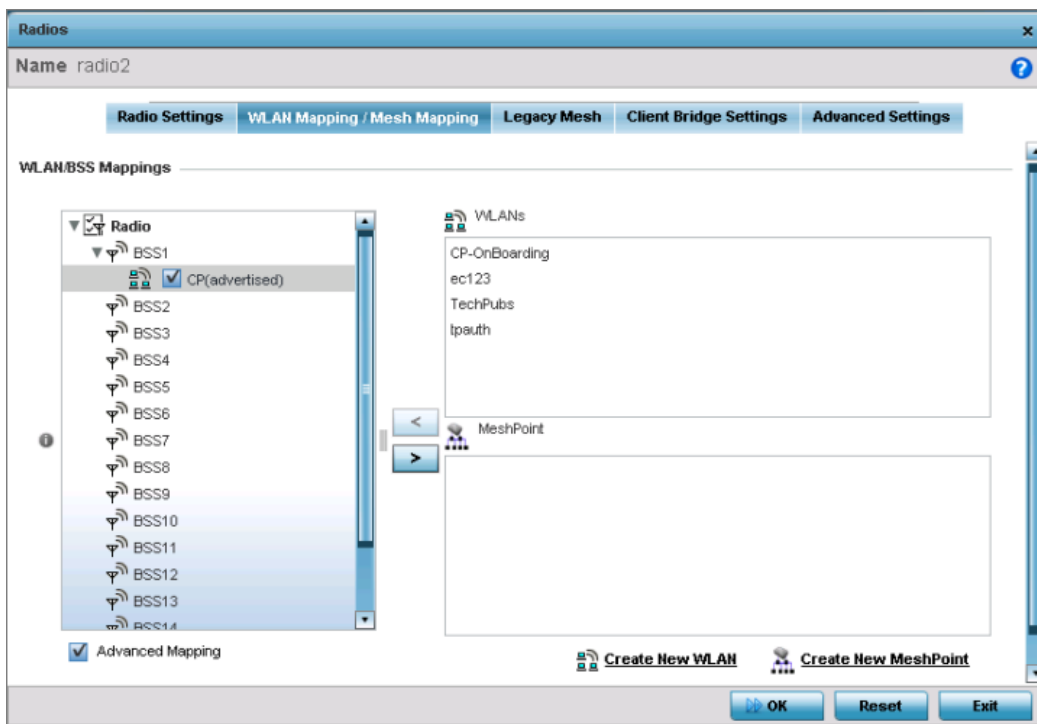 Radios
Name radio2
Radio Settings
WLAN Mapping / Mesh Mapping
Legacy Mesh
Client Bridge Settings
Advanced Settings
WLAN/BSS Mappings
Radio
BSS1
CP(advertised)
BSS2
BSS3
BSS4
BSS5
BSS6
BSS7
BSS8
BSS9
BSS10
BSS11
BSS12
BSS13
BSS14
Advanced Mapping
<
>
WLANs
CP-OnBoarding
ec123
TechPubs
tpauth
MeshPoint
Create New WLAN
Create New MeshPoint
OK
Reset
Exit